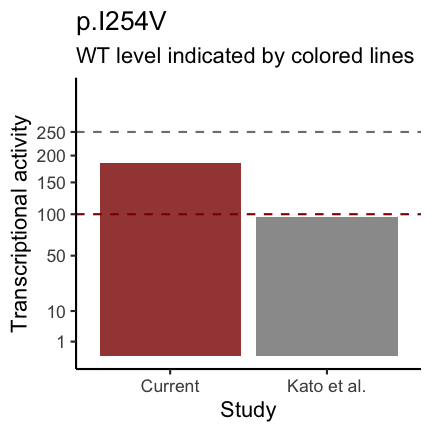 p.I254V
WT level indicated by colored lines
Transcriptional activity
250
200
150
100
50
10
1
Current
Kato et al.
Study